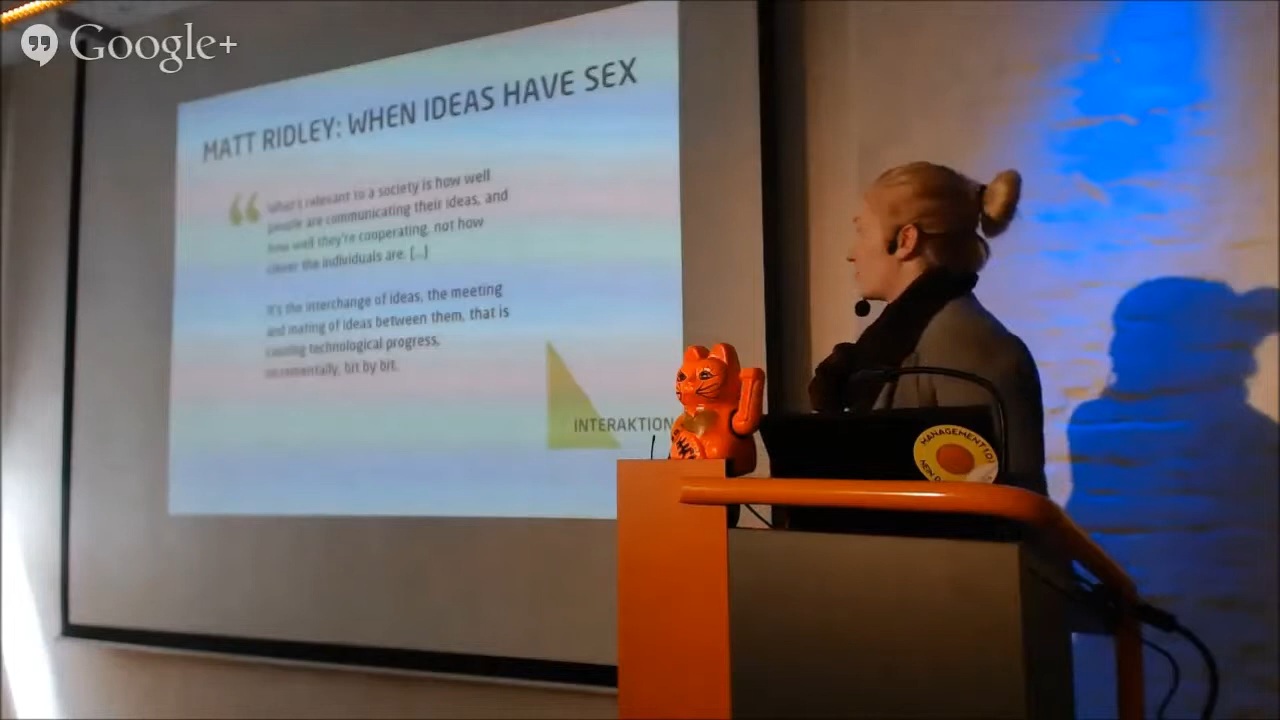 Google+
MATT RIDLEY: WHEN IDEAS HAVE SEX
“
What's relevant to a society is how well
people are communicating their ideas, and
how well they're cooperating, not how
clever the individuals are. [...]
It's the interchange of ideas, the meeting
and mating of ideas between them, that is
causing technological progress,
incrementally, bit by bit.
INTERAKTION
MANAGEMENT